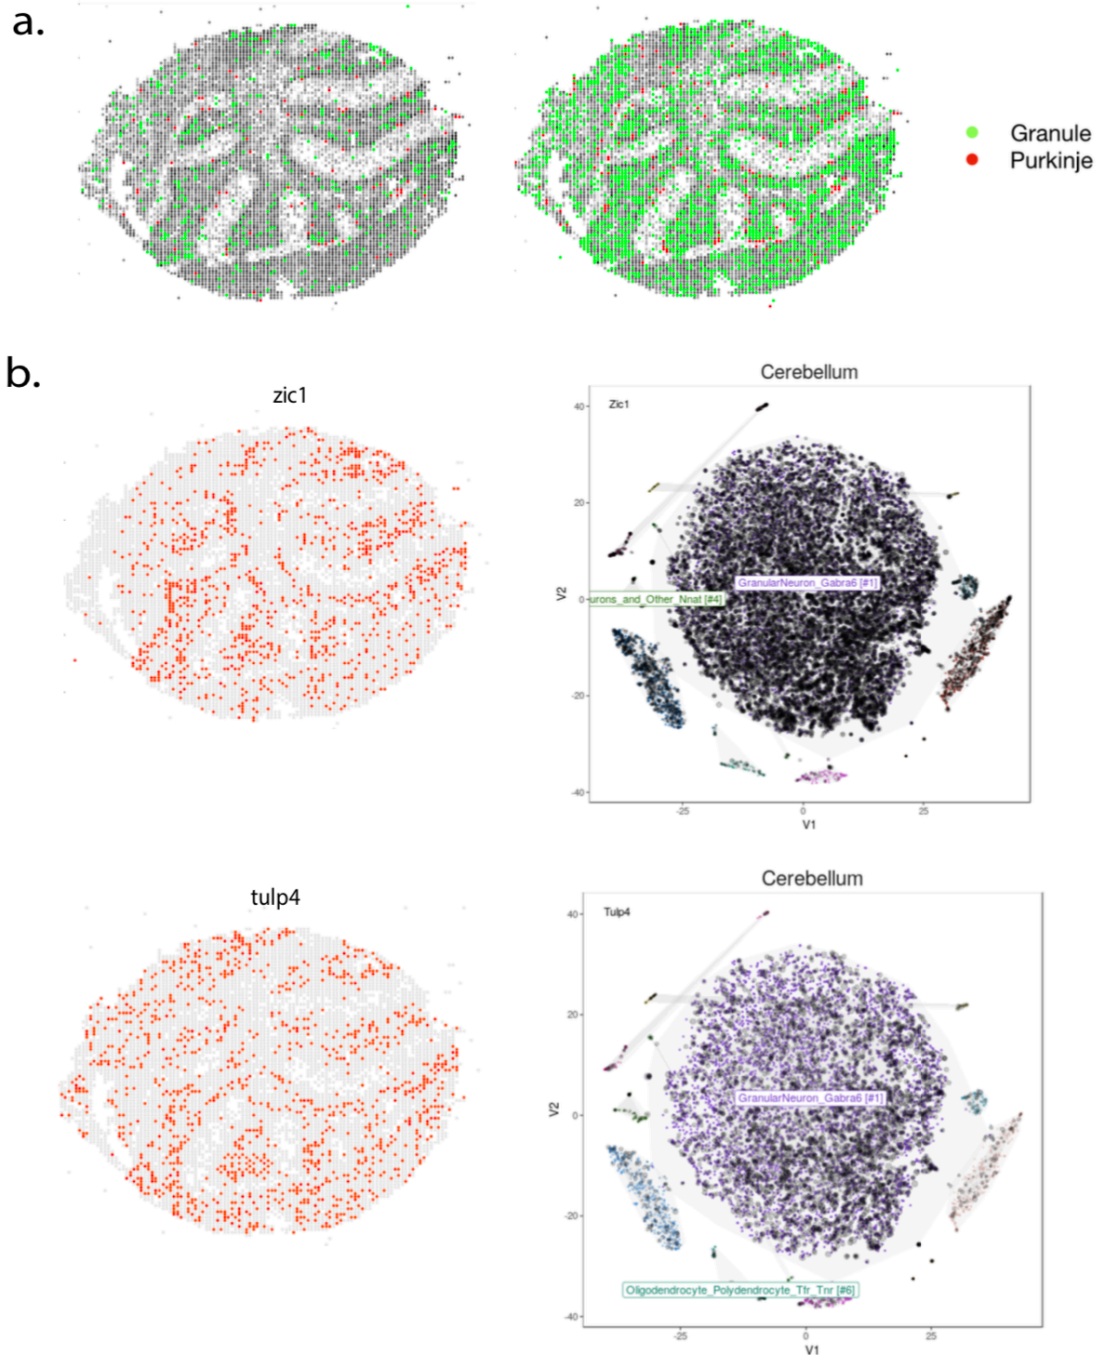 a.
Granule
Purkinje
b.
zic1
Cerebellum
Zic1
40
20
0
-20
-40
V2
GranularNeuron_Gabra6 [#1]
urons_and_Other_Nnat [#4]
-25
0
25
V1
tulp4
Cerebellum
Tulp4
40
20
0
-20
-40
V2
GranularNeuron_Gabra6 [#1]
Oligodendrocyte_Polydendrocyte_Tfr_Tnr [#6]
-25
0
25
V1